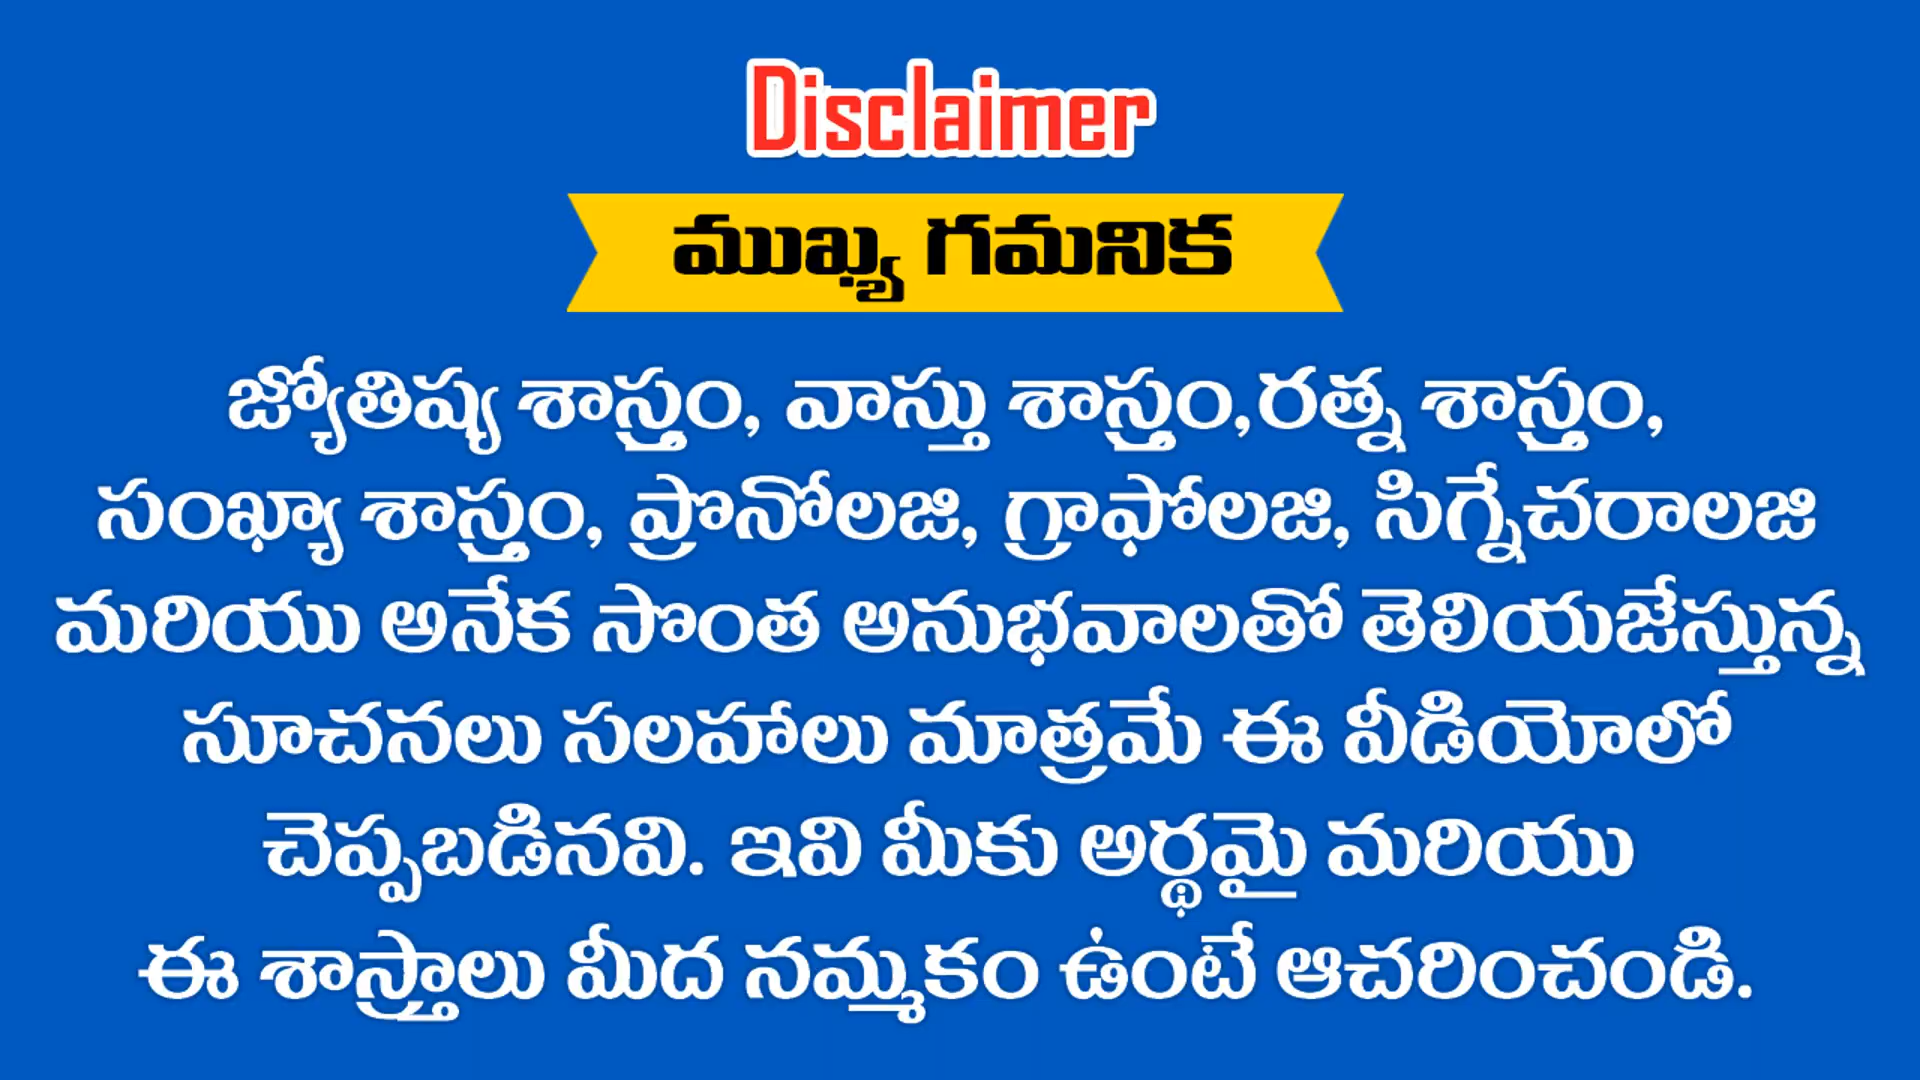 Disclaimer
ముఖ్య గమనిక
జ్యోతిష్య శాస్త్రం, వాస్తు శాస్త్రం,రత్న శాస్త్రం,
సంఖ్యా శాస్త్రం, ప్రొనోలజి, గ్రాఫోలజి, సిగ్నేచరాలజి
మరియు అనేక సొంత అనుభవాలతో తెలియజేస్తున్న
సూచనలు సలహాలు మాత్రమే ఈ వీడియోలో
చెప్పబడినవి. ఇవి మీకు అర్థమై మరియు
ఈ శాస్త్రాలు మీద నమ్మకం ఉంటే ఆచరించండి.